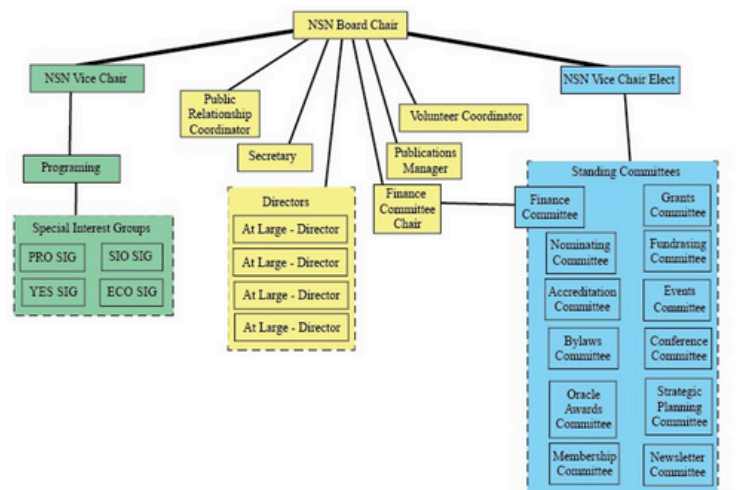 NSN Board Chair
NSN Vice Chair
NSN Vice Chair Elect
Public
Relationship
Coordinator
Volunteer Coordinator
Secretary
Publications
Manager
Programing
Finance
Committee
Chair
Directors
At Large - Director
At Large - Director
At Large - Director
At Large - Director
Special Interest Groups
PRO SIG
SIO SIG
YES SIG
ECO SIG
Standing Committees
Finance
Committee
Grants
Committee
Nominating
Committee
Fundrasing
Committee
Accreditation
Committee
Events
Committee
Bylaws
Committee
Conference
Committee
Oracle
Awards
Committee
Strategic
Planning
Committee
Membership
Committee
Newsletter
Committee